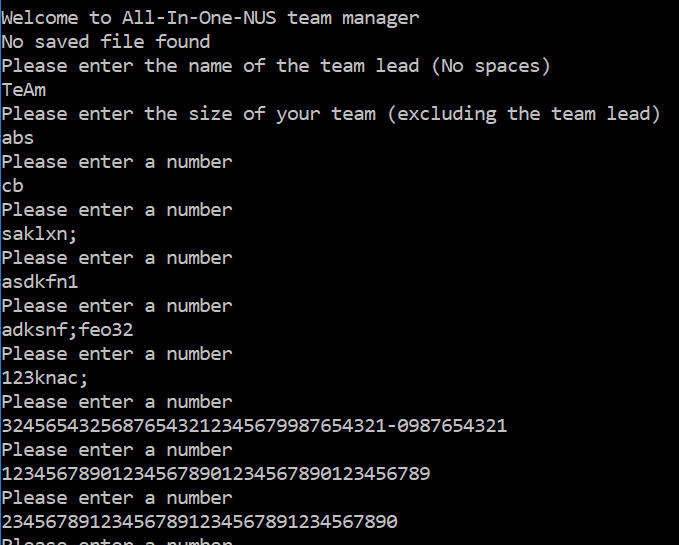 Welcome to All-In-One-NUS team manager
No saved file found
Please enter the name of the team lead (No spaces)
TeAm
Please enter the size of your team (excluding the team lead)
abs
Please enter a number
cb
Please enter a number
saklxn;
Please enter a number
asdkfn1
Please enter a number
adksnf;feo32
Please enter a number
123knac;
Please enter a number
32456543256876543212345679987654321-0987654321
Please enter a number
123456789012345678901234567890123456789
Please enter a number
234567891234567891234567891234567890
Please enter a number